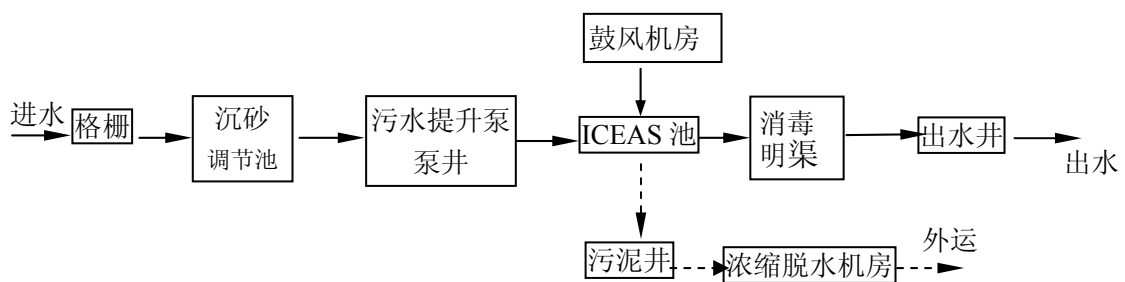 鼓风机房
进水
格栅
沉砂
调节池
污水提升泵
泵井
ICEAS 池
消毒
明渠
出水井
出水
污泥井
浓缩脱水机房
外运